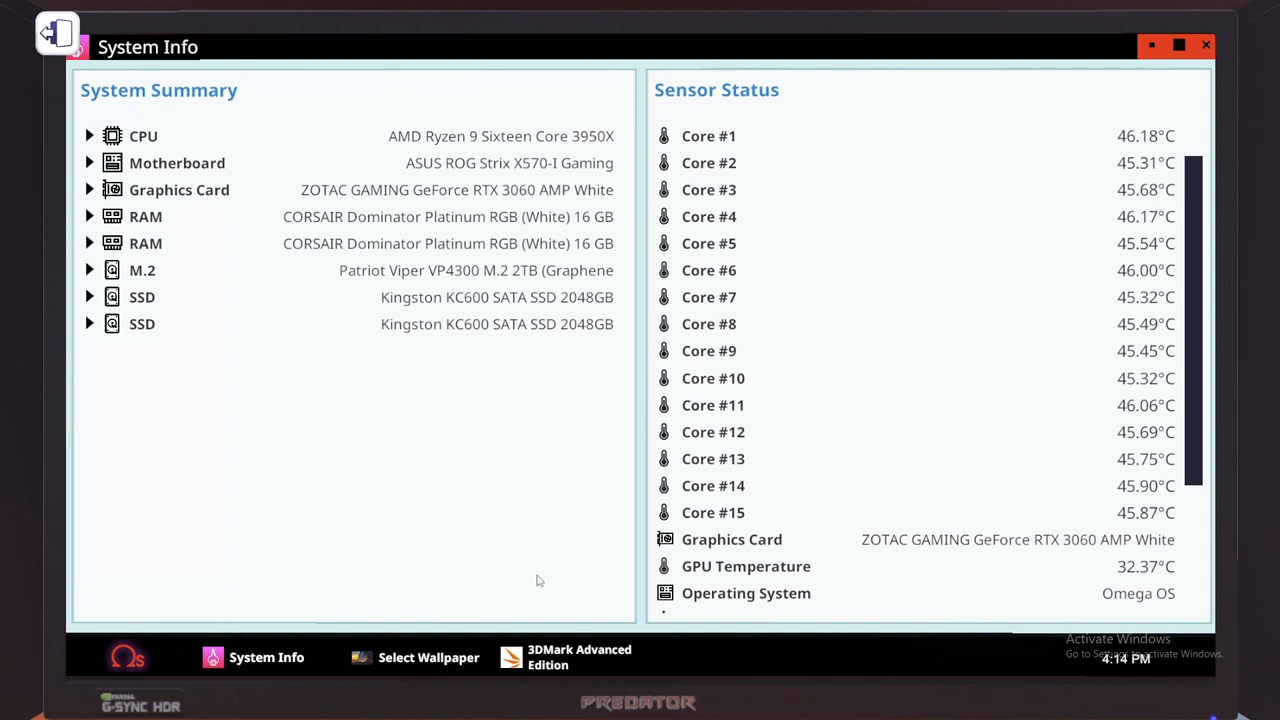 System Info
System Summary
CPU AMD Ryzen 9 Sixteen Core 3950X
Motherboard ASUS ROG Strix X570-I Gaming
Graphics Card ZOTAC GAMING GeForce RTX 3060 AMP White
RAM CORSAIR Dominator Platinum RGB (White) 16 GB
RAM CORSAIR Dominator Platinum RGB (White) 16 GB
M.2 Patriot Viper VP4300 M.2 2TB (Graphene
SSD Kingston KC600 SATA SSD 2048GB
SSD Kingston KC600 SATA SSD 2048GB
Sensor Status
Core #1 46.18°C
Core #2 45.31°C
Core #3 45.68°C
Core #4 46.17°C
Core #5 45.54°C
Core #6 46.00°C
Core #7 45.32°C
Core #8 45.49°C
Core #9 45.45°C
Core #10 45.32°C
Core #11 46.06°C
Core #12 45.69°C
Core #13 45.75°C
Core #14 45.90°C
Core #15 45.87°C
Graphics Card ZOTAC GAMING GeForce RTX 3060 AMP White
GPU Temperature 32.37°C
Operating System Omega OS
Ωs
System Info
Select Wallpaper
3DMark Advanced
Edition
Activate Windows
Go to Settings to activate Windows.
4:14 PM
NVIDIA
G-SYNC HDR
PREDATOR